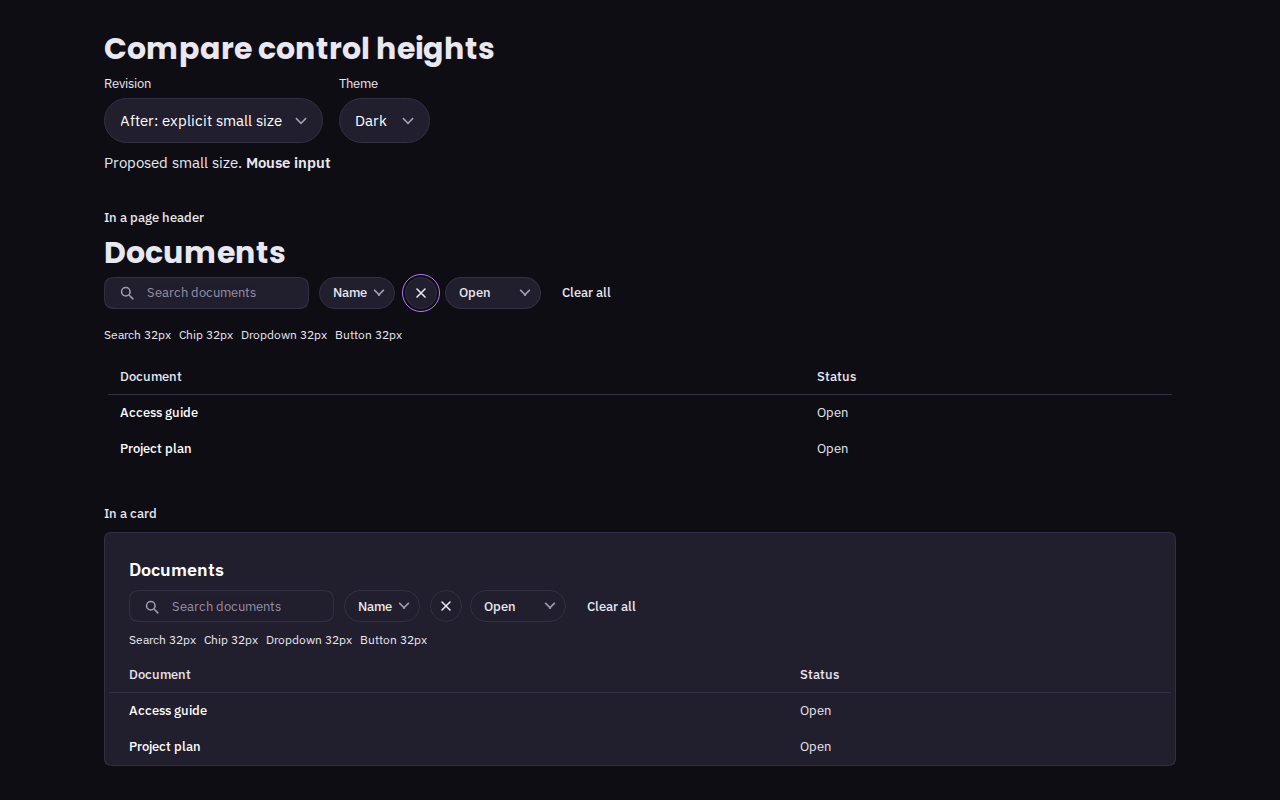 Compare control heights
Revision Theme
After: explicit small size Dark
Proposed small size. Mouse input
In a page header
Documents
Search documents Name Open Clear all
Search 32px Chip 32px Dropdown 32px Button 32px
Document Status
Access guide Open
Project plan Open
In a card
Documents
Search documents Name Open Clear all
Search 32px Chip 32px Dropdown 32px Button 32px
Document Status
Access guide Open
Project plan Open